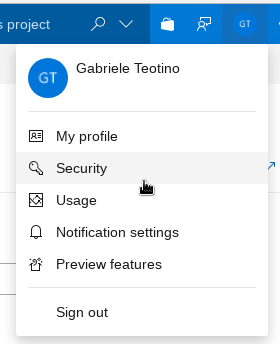 s project
GT
GT
Gabriele Teotino
My profile
Security
Usage
Notification settings
Preview features
Sign out